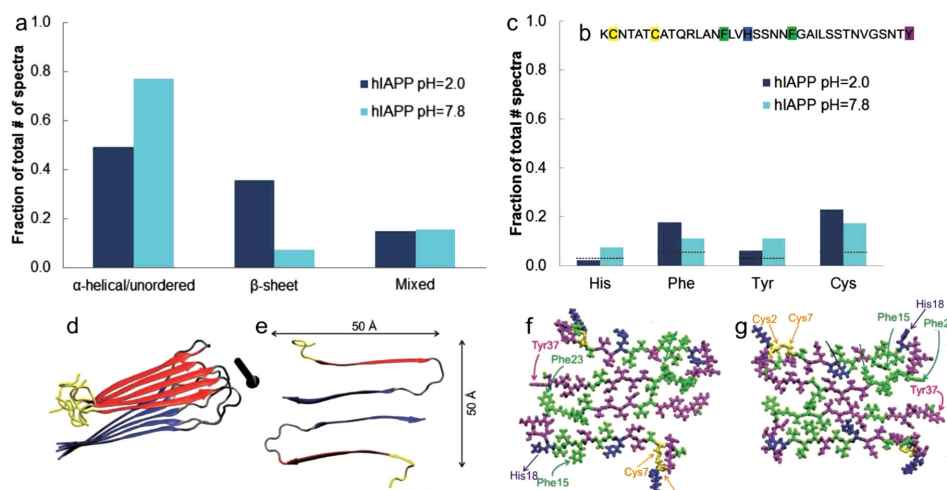 a
1.0
0.8
0.6
0.4
0.2
0.0
Fraction of total # of spectra
hIAPP pH=2.0
hIAPP pH=7.8
α-helical/unordered
β-sheet
Mixed
c
b KCNTATCATQRLANFLVHSSNNFGAILSSTNVGSNTY
1.0
0.8
0.6
0.4
0.2
0.0
Fraction of total # spectra
hIAPP pH=2.0
hIAPP pH=7.8
His
Phe
Tyr
Cys
d
e
50 Å
50 Å
f
Tyr37
Phe23
His18
Phe15
Cys7
g
Cys2
Cys7
His18
Phe15
Phe2
Tyr37